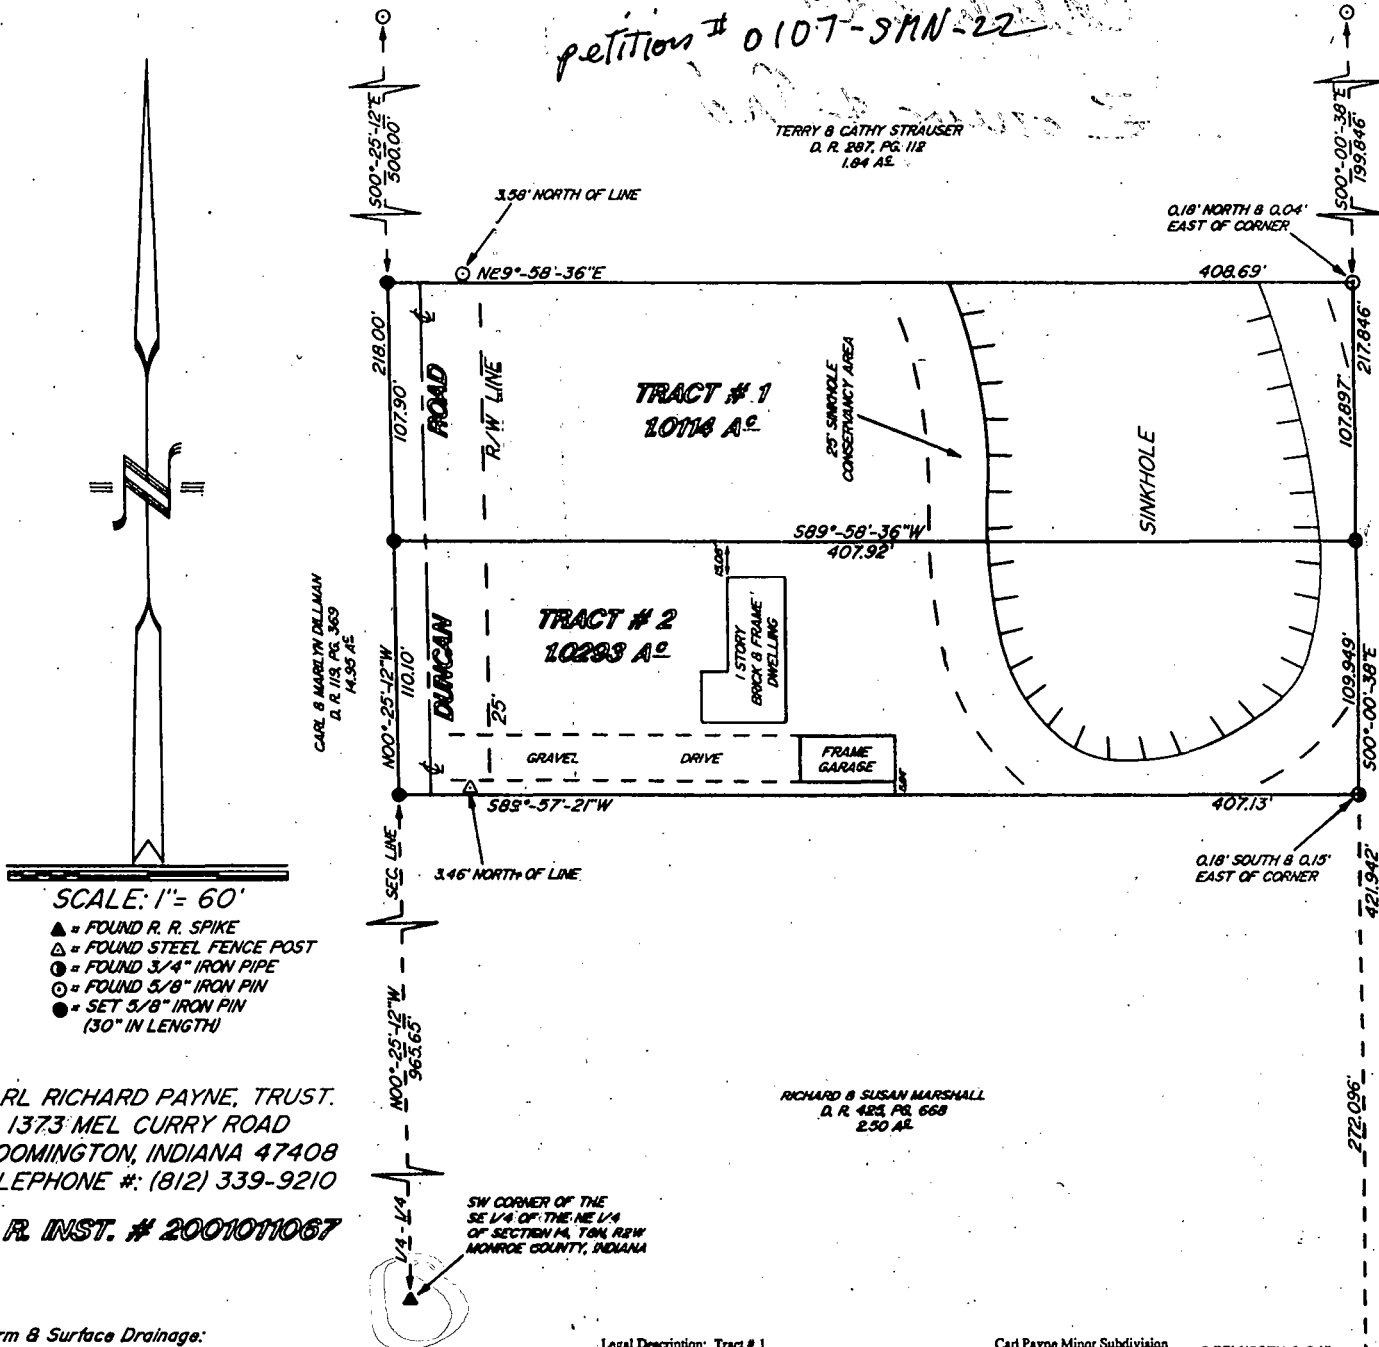 petition # 0107-SMN-22
S00°-25'-12"E
500.00'
S00°-00'-38"E
199.846'
TERRY & CATHY STRAUSER
D. R. 287, PG. 112
1.84 Ac
3.58' NORTH OF LINE
0.18' NORTH & 0.04'
EAST OF CORNER
N89°-58'-36"E
408.69'
218.00'
107.90'
217.846'
107.897'
ROAD
R/W LINE
TRACT # 1
1.0114 Ac
25' SINKHOLE
CONSERVANCY AREA
SINKHOLE
S89°-58'-36"W
407.92'
CARL & MARILYN DILLMAN
D. R. 119, PG. 369
14.95 Ac
N00°-25'-12"W
110.10'
DUNCAN
25'
TRACT # 2
1.0293 Ac
1 STORY
BRICK & FRAME
DWELLING
109.949'
S00°-00'-38"E
GRAVEL DRIVE
FRAME
GARAGE
S89°-57'-21"W
407.13'
3.46' NORTH OF LINE
0.18' SOUTH & 0.15'
EAST OF CORNER
SEC. LINE
421.942'
SCALE: 1"= 60'
▲ = FOUND R. R. SPIKE
△ = FOUND STEEL FENCE POST
◐ = FOUND 3/4" IRON PIPE
⊙ = FOUND 5/8" IRON PIN
● = SET 5/8" IRON PIN
(30" IN LENGTH)
N00°-25'-12"W
965.65'
RL RICHARD PAYNE, TRUST.
1373 MEL CURRY ROAD
OOMINGTON, INDIANA 47408
LEPHONE #: (812) 339-9210
R. INST. # 2001011067
RICHARD & SUSAN MARSHALL
D. R. 425, PG. 668
2.50 Ac
272.096'
1/4 - 1/4
SW CORNER OF THE
SE 1/4 OF THE NE 1/4
OF SECTION 14, T8N, R2W
MONROE COUNTY, INDIANA
rm & Surface Drainage:
Legal Description: Tract # 1
Carl Payne Minor Subdivision